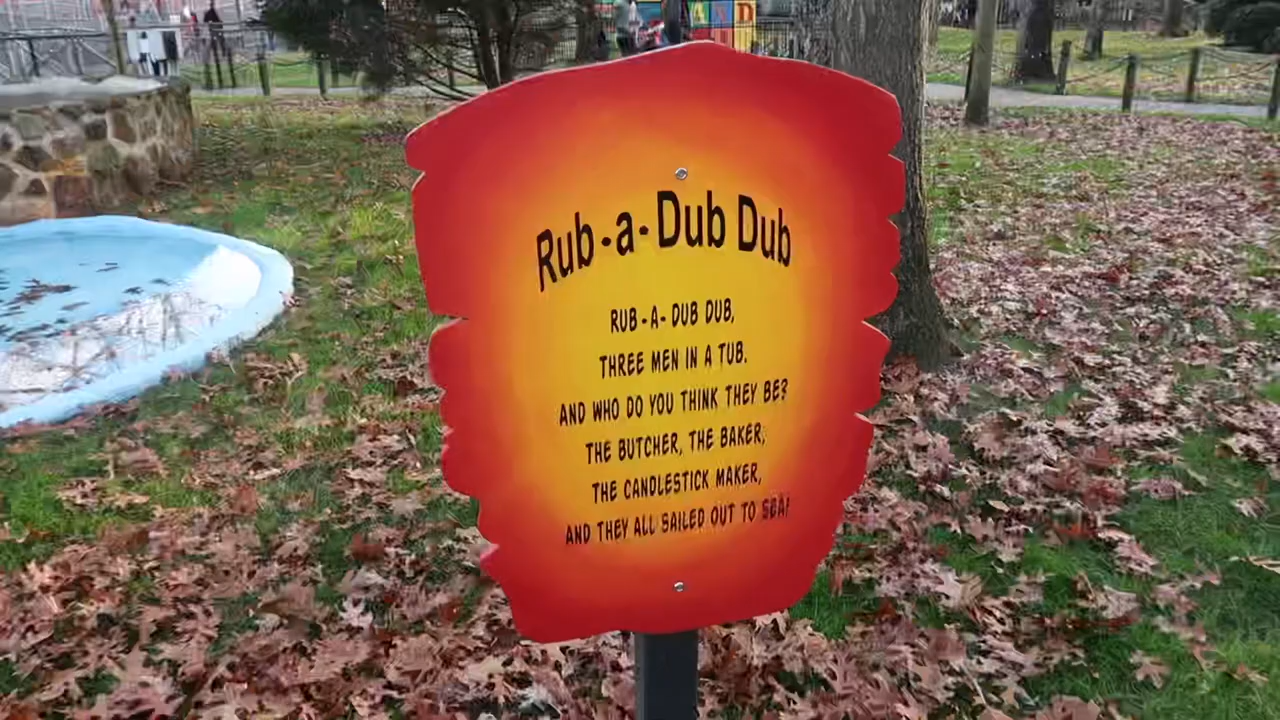 Rub-a-Dub Dub
RUB-A-DUB DUB,
THREE MEN IN A TUB.
AND WHO DO YOU THINK THEY BE?
THE BUTCHER, THE BAKER,
THE CANDLESTICK MAKER,
AND THEY ALL SAILED OUT TO SEA!